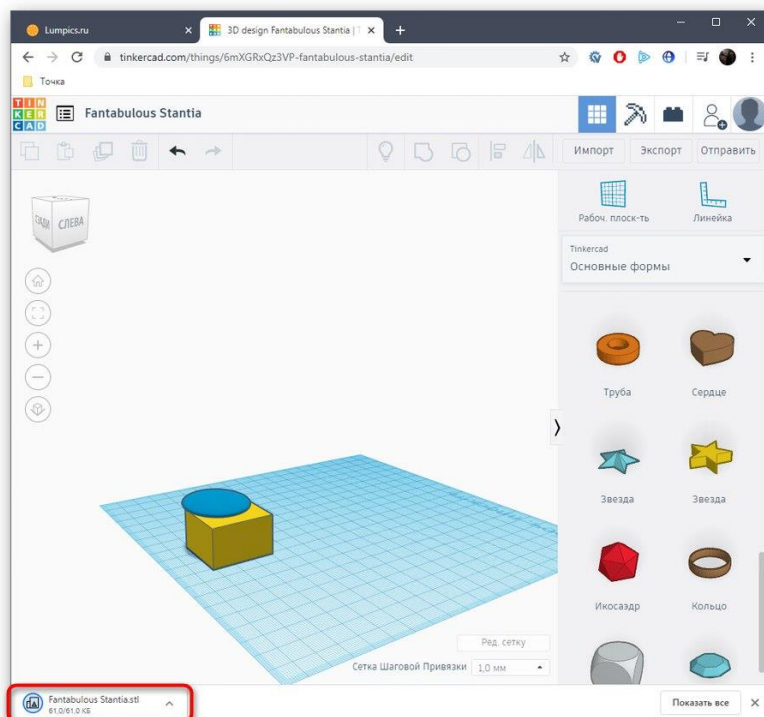 Lumpics.ru
3D design Fantabulous Stantia | T
tinkercad.com/things/6mXGRxQz3VP-fantabulous-stantia/edit
Точка
TIN
KER
CAD
Fantabulous Stantia
Импорт Экспорт Отправить
СЗАДИ СЛЕВА
Рабоч. плоск-ть Линейка
Tinkercad
Основные формы
Труба Сердце
Звезда Звезда
Икосаэдр Кольцо
Ред. сетку
Сетка Шаговой Привязки 1,0 мм
Fantabulous Stantia.stl
61,0/61,0 КБ
Показать все